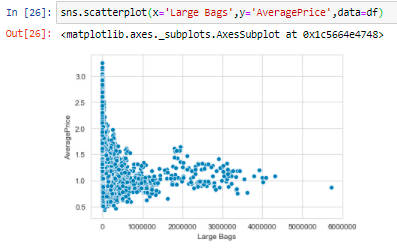 In [26]: sns.scatterplot(x='Large Bags',y='AveragePrice',data=df)
Out[26]: <matplotlib.axes._subplots.AxesSubplot at 0x1c5664e4748>
3.0
2.5
2.0
1.5
1.0
0.5
AveragePrice
0 1000000 2000000 3000000 4000000 5000000 6000000
Large Bags